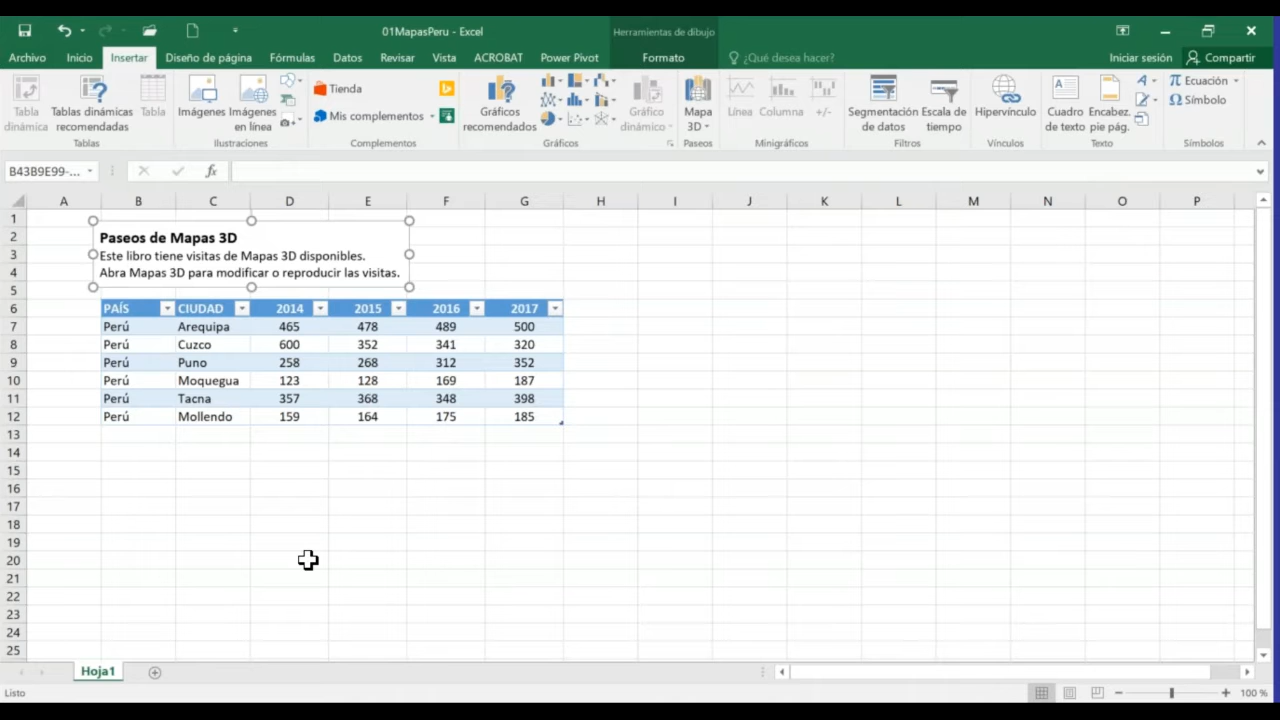 01MapasPeru - Excel
Herramientas de dibujo
Archivo Inicio Insertar Diseño de página Fórmulas Datos Revisar Vista ACROBAT Power Pivot Formato ¿Qué desea hacer? Iniciar sesión Compartir
Tabla dinámica
Tablas dinámicas recomendadas
Tabla
Imágenes
Imágenes en línea
Tienda
Mis complementos
Gráficos recomendados
Gráfico dinámico
Mapa 3D
Línea
Columna
+/-
Segmentación de datos
Escala de tiempo
Hipervínculo
Cuadro de texto
Encabez. pie pág.
Ecuación
Símbolo
Tablas Ilustraciones Complementos Gráficos Paseos Minigráficos Filtros Vínculos Texto Símbolos
B43B9E99-... fx
A B C D E F G H I J K L M N O P
1
2 Paseos de Mapas 3D
3 Este libro tiene visitas de Mapas 3D disponibles.
4 Abra Mapas 3D para modificar o reproducir las visitas.
5
6 PAÍS CIUDAD 2014 2015 2016 2017
7 Perú Arequipa 465 478 489 500
8 Perú Cuzco 600 352 341 320
9 Perú Puno 258 268 312 352
10 Perú Moquegua 123 128 169 187
11 Perú Tacna 357 368 348 398
12 Perú Mollendo 159 164 175 185
13
14
15
16
17
18
19
20
21
22
23
24
25
Hoja1
Listo
100 %